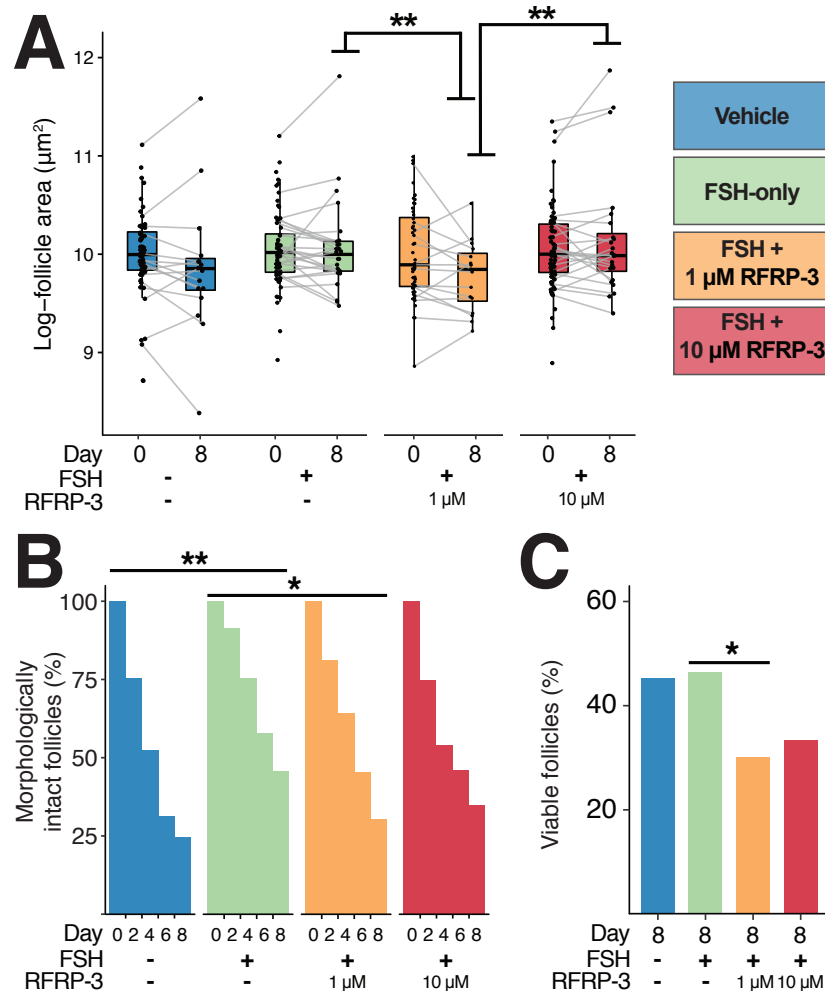 A
**
**
Log−follicle area (µm²)
12
11
10
9
Vehicle
FSH-only
FSH +
1 µM RFRP-3
FSH +
10 µM RFRP-3
Day 0 8 0 8 0 8 0 8
FSH - + + +
RFRP-3 - - 1 µM 10 µM
B
**
*
Morphologically
intact follicles (%)
100
75
50
25
Day 0 2 4 6 8 0 2 4 6 8 0 2 4 6 8 0 2 4 6 8
FSH - + + +
RFRP-3 - - 1 µM 10 µM
C
*
Viable follicles (%)
60
40
20
Day 8 8 8 8
FSH - + + +
RFRP-3 - - 1 µM 10 µM